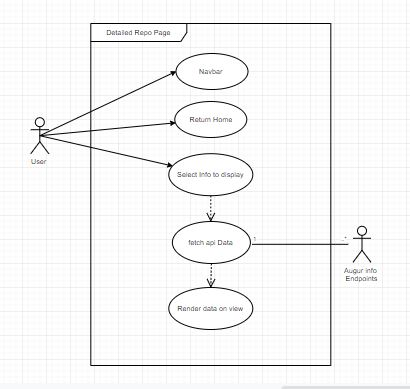 Detailed Repo Page
Navbar
Return Home
User
Select Info to display
fetch api Data
1
..*
Augur info
Endpoints
Render data on view